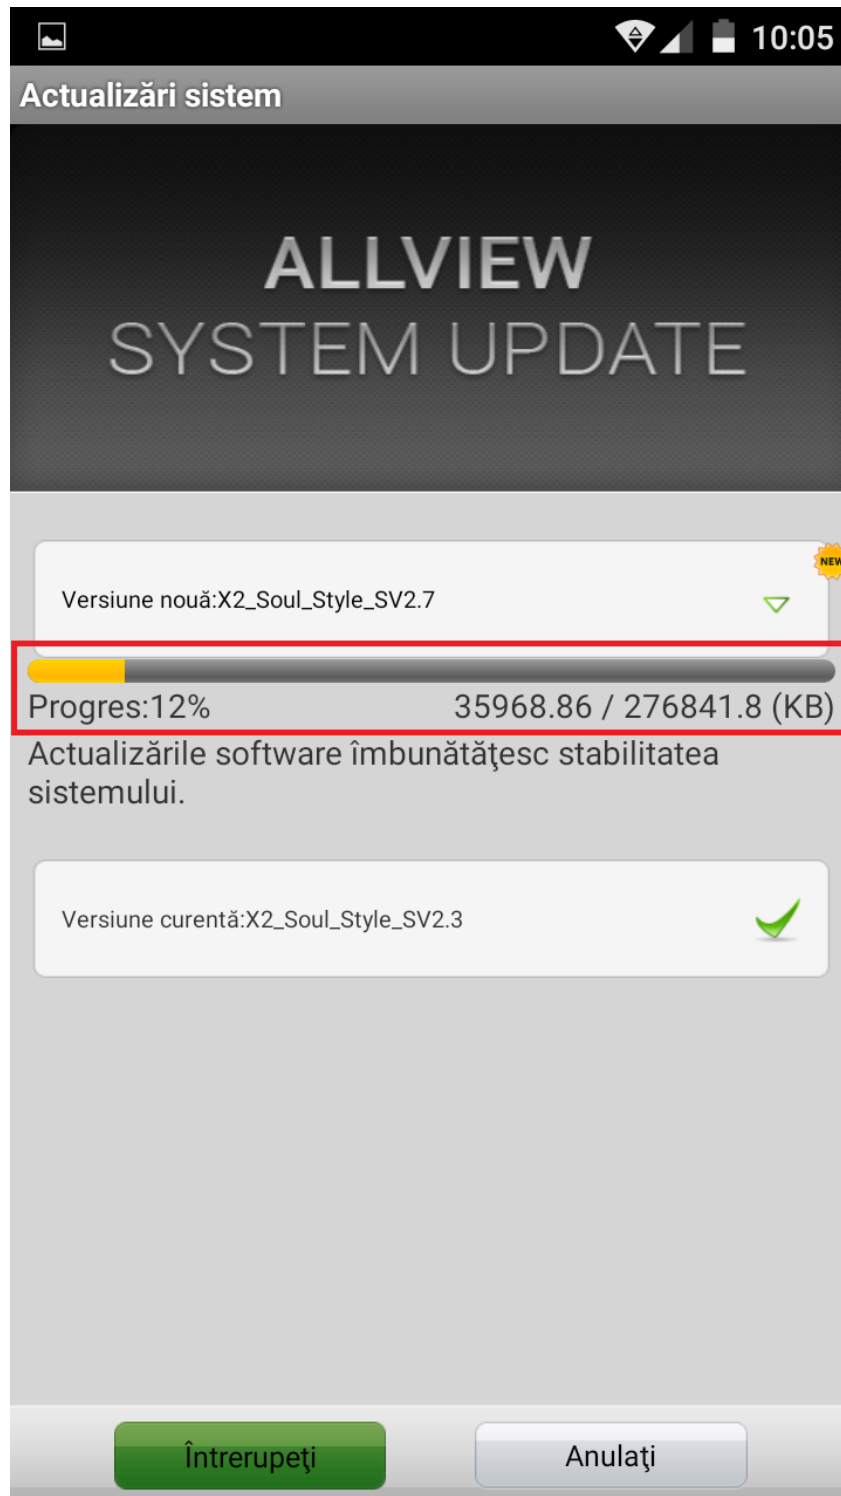 10:05
Actualizări sistem
ALLVIEW
SYSTEM UPDATE
NEW
Versiune nouă:X2_Soul_Style_SV2.7
Progres:12% 35968.86 / 276841.8 (KB)
Actualizările software îmbunătăţesc stabilitatea
sistemului.
Versiune curentă:X2_Soul_Style_SV2.3
Întrerupeţi Anulaţi